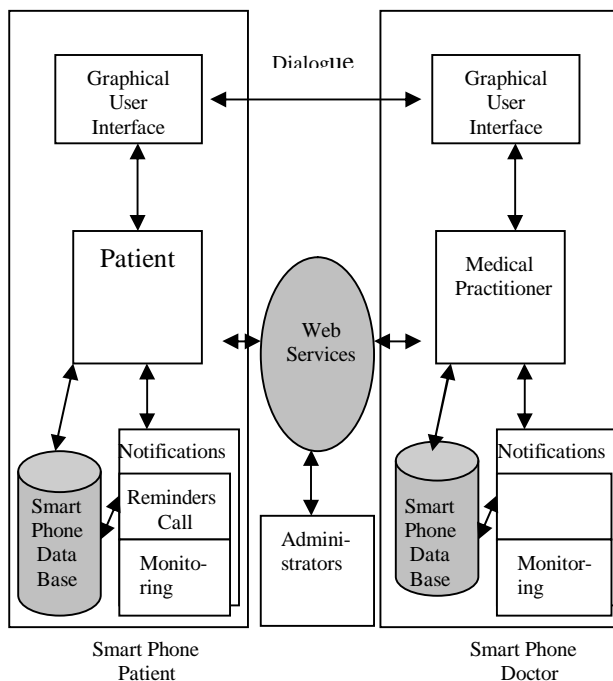 Dialogue
Graphical
User
Interface
Graphical
User
Interface
Patient
Medical
Practitioner
Web
Services
Notifications
Reminders
Call
Monito-
ring
Smart
Phone
Data
Base
Admini-
strators
Smart
Phone
Data
Base
Notifications
Monitor-
ing
Smart Phone
Patient
Smart Phone
Doctor